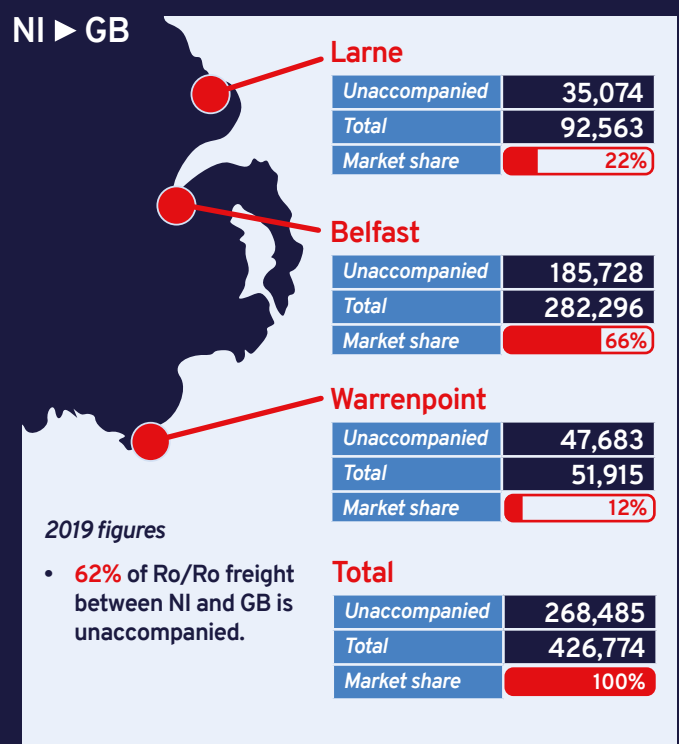 NI ► GB
Larne
Unaccompanied 35,074
Total 92,563
Market share 22%
Belfast
Unaccompanied 185,728
Total 282,296
Market share 66%
Warrenpoint
Unaccompanied 47,683
Total 51,915
Market share 12%
2019 figures
• 62% of Ro/Ro freight
between NI and GB is
unaccompanied.
Total
Unaccompanied 268,485
Total 426,774
Market share 100%